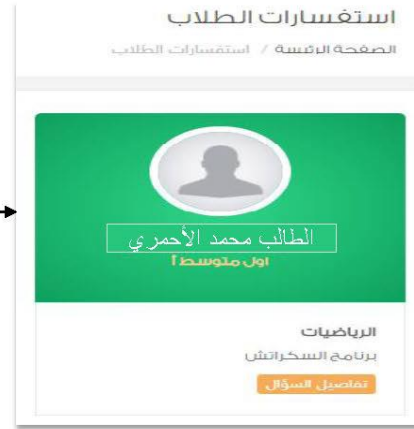 استفسارات الطلاب
الصفحة الرئيسة / استفسارات الطلاب
الطالب محمد الأحمري
اول متوسط أ
الرياضيات
برنامج السكراتش
تفاصيل السؤال